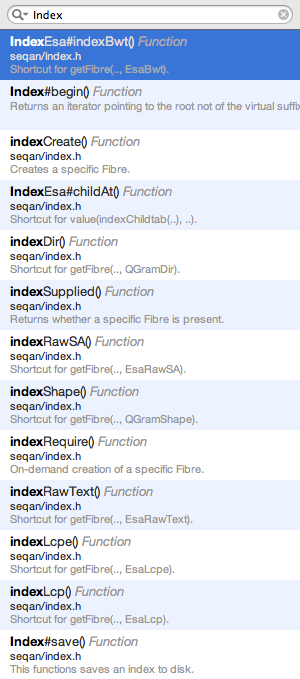 Index
IndexEsa#indexBwt() Function
seqan/index.h
Shortcut for getFibre(.., EsaBwt).
Index#begin() Function
Returns an iterator pointing to the root not of the virtual suffix
indexCreate() Function
seqan/index.h
Creates a specific Fibre.
IndexEsa#childAt() Function
seqan/index.h
Shortcut for value(indexChildtab(..), ..).
indexDir() Function
seqan/index.h
Shortcut for getFibre(.., QGramDir).
indexSupplied() Function
seqan/index.h
Returns whether a specific Fibre is present.
indexRawSA() Function
seqan/index.h
Shortcut for getFibre(.., EsaRawSA).
indexShape() Function
seqan/index.h
Shortcut for getFibre(.., QGramShape).
indexRequire() Function
seqan/index.h
On-demand creation of a specific Fibre.
indexRawText() Function
seqan/index.h
Shortcut for getFibre(.., EsaRawText).
indexLcpe() Function
seqan/index.h
Shortcut for getFibre(.., EsaLcpe).
indexLcp() Function
seqan/index.h
Shortcut for getFibre(.., EsaLcp).
Index#save() Function
seqan/index.h
This functions saves an index to disk.